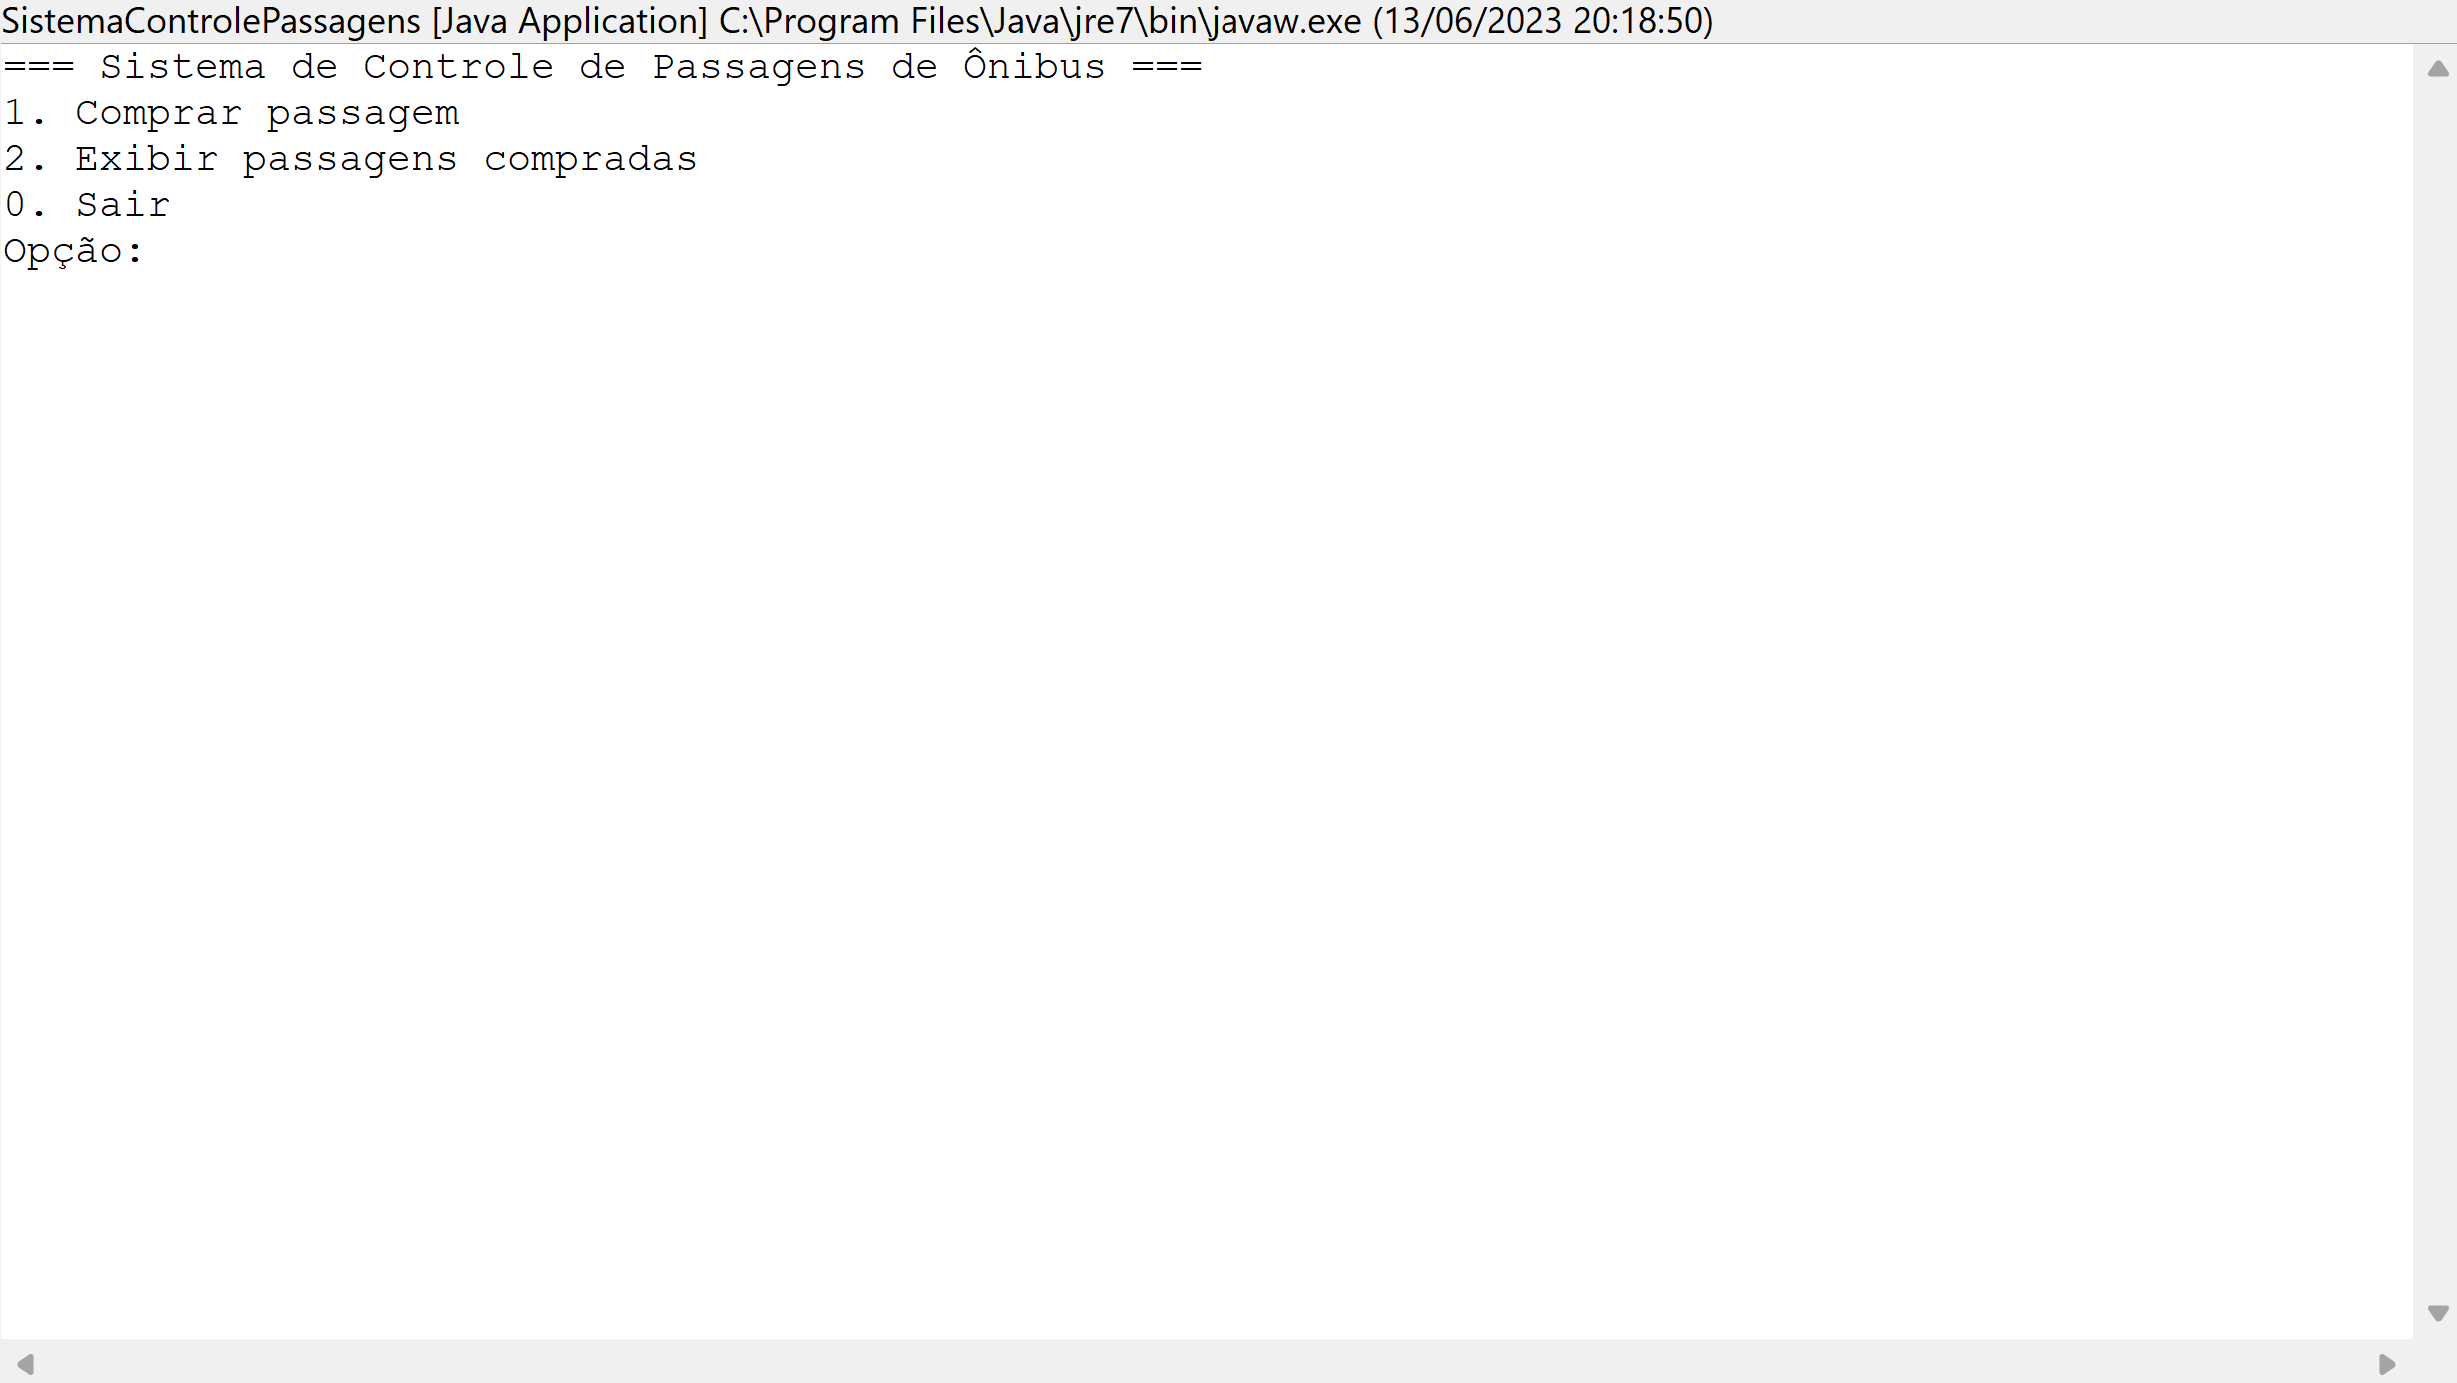 SistemaControlePassagens [Java Application] C:\Program Files\Java\jre7\bin\javaw.exe (13/06/2023 20:18:50)
=== Sistema de Controle de Passagens de Ônibus ===
1. Comprar passagem
2. Exibir passagens compradas
0. Sair
Opção: